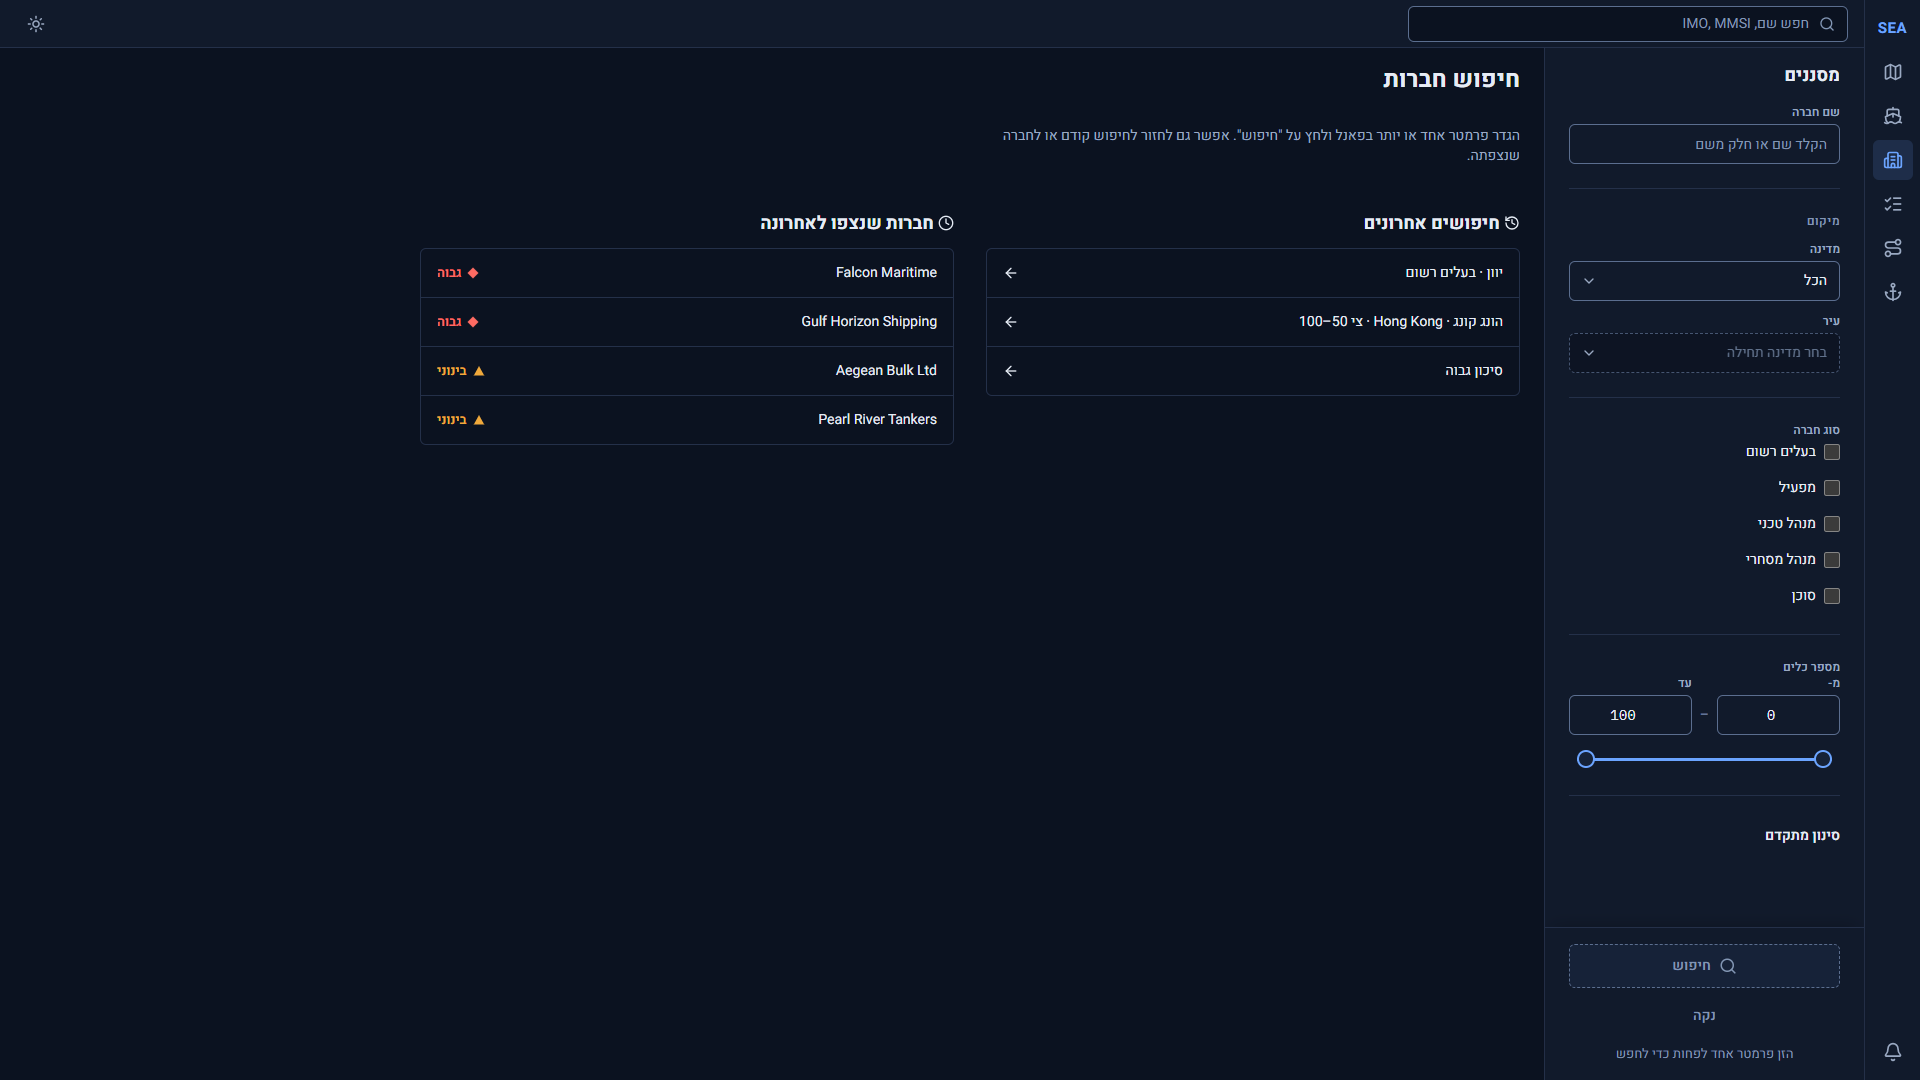 SEA
חפש שם, IMO, MMSI
מסננים
שם חברה
הקלד שם או חלק משם
מיקום
מדינה
הכל
עיר
בחר מדינה תחילה
סוג חברה
בעלים רשום
מפעיל
מנהל טכני
מנהל מסחרי
סוכן
מספר כלים
מ-
עד
0
–
100
סינון מתקדם
חיפוש
נקה
הזן פרמטר אחד לפחות כדי לחפש
חיפוש חברות
הגדר פרמטר אחד או יותר בפאנל ולחץ על "חיפוש". אפשר גם לחזור לחיפוש קודם או לחברה
שנצפתה.
חיפושים אחרונים
יוון · בעלים רשום
הונג קונג · Hong Kong · צי 50–100
סיכון גבוה
חברות שנצפו לאחרונה
Falcon Maritime
גבוה
Gulf Horizon Shipping
גבוה
Aegean Bulk Ltd
בינוני
Pearl River Tankers
בינוני